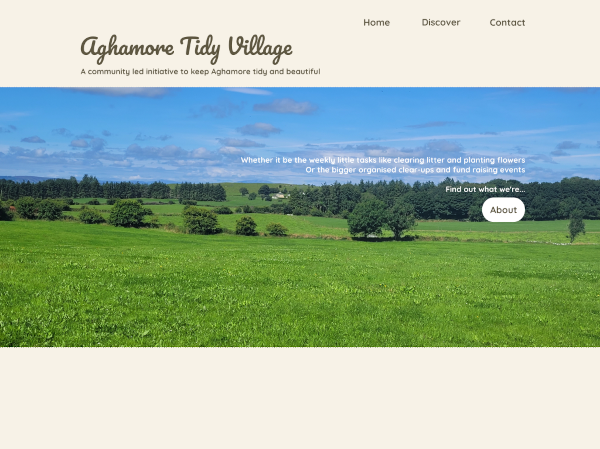 Home Discover Contact
Aghamore Tidy Village
A community led initiative to keep Aghamore tidy and beautiful
Whether it be the weekly little tasks like clearing litter and planting flowers
Or the bigger organised clear-ups and fund raising events
Find out what we're...
About